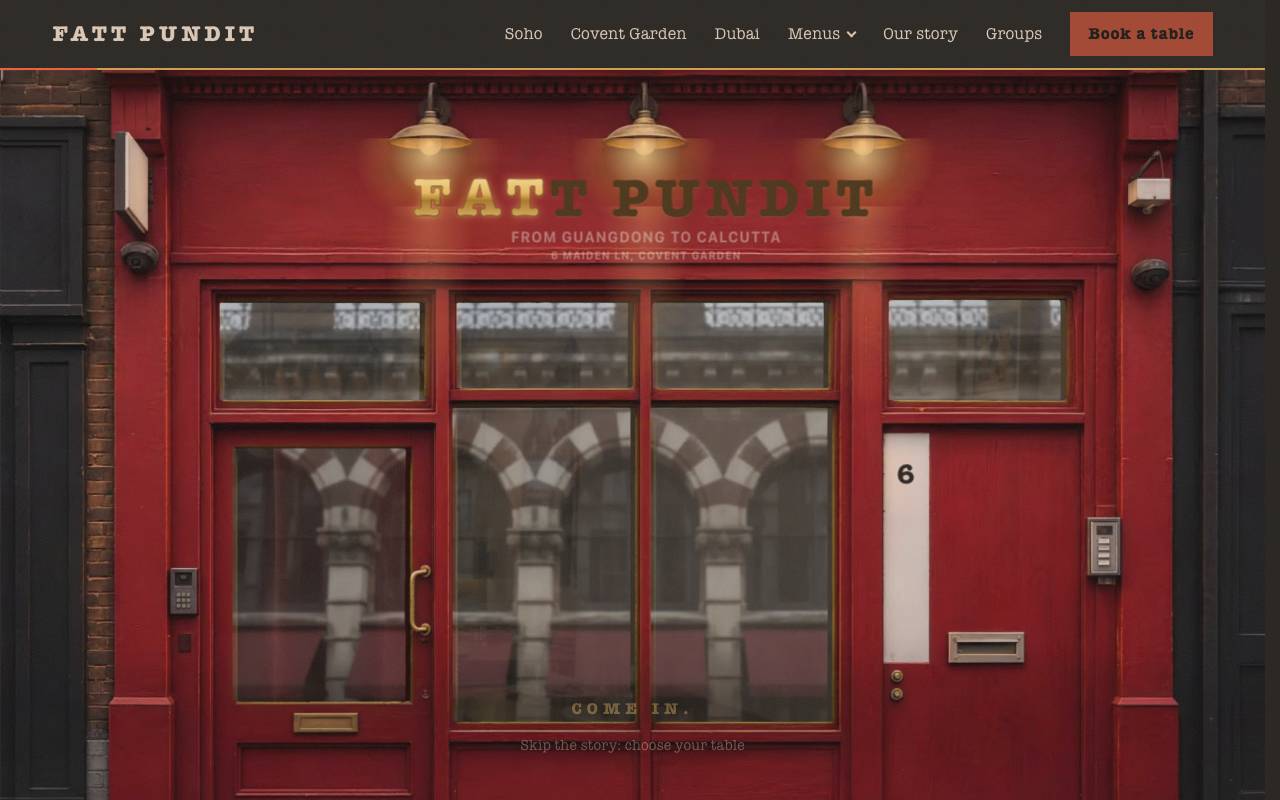 FATT PUNDIT
Soho
Covent Garden
Dubai
Menus
Our story
Groups
Book a table
FATT PUNDIT
FROM GUANGDONG TO CALCUTTA
6 MAIDEN LN, COVENT GARDEN
6
COME IN.
Skip the story: choose your table